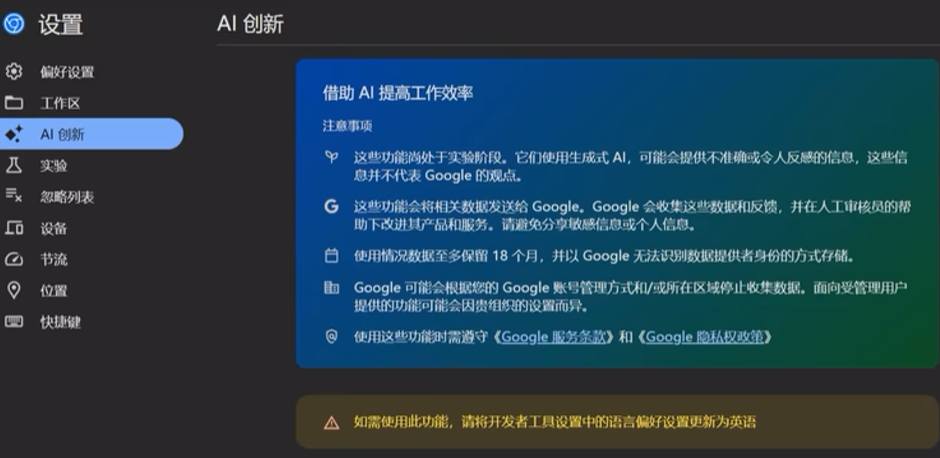 设置
AI 创新
偏好设置
工作区
AI 创新
实验
忽略列表
设备
节流
位置
快捷键
借助 AI 提高工作效率
注意事项
这些功能尚处于实验阶段。它们使用生成式 AI，可能会提供不准确或令人反感的信息，这些信
息并不代表 Google 的观点。
这些功能会将相关数据发送给 Google。Google 会收集这些数据和反馈，并在人工审核员的帮
助下改进其产品和服务。请避免分享敏感信息或个人信息。
使用情况数据至多保留 18 个月，并以 Google 无法识别数据提供者身份的方式存储。
Google 可能会根据您的 Google 账号管理方式和/或所在区域停止收集数据。面向受管理用户
提供的功能可能会因贵组织的设置而异。
使用这些功能时需遵守《Google 服务条款》和《Google 隐私权政策》
如需使用此功能，请将开发者工具设置中的语言偏好设置更新为英语